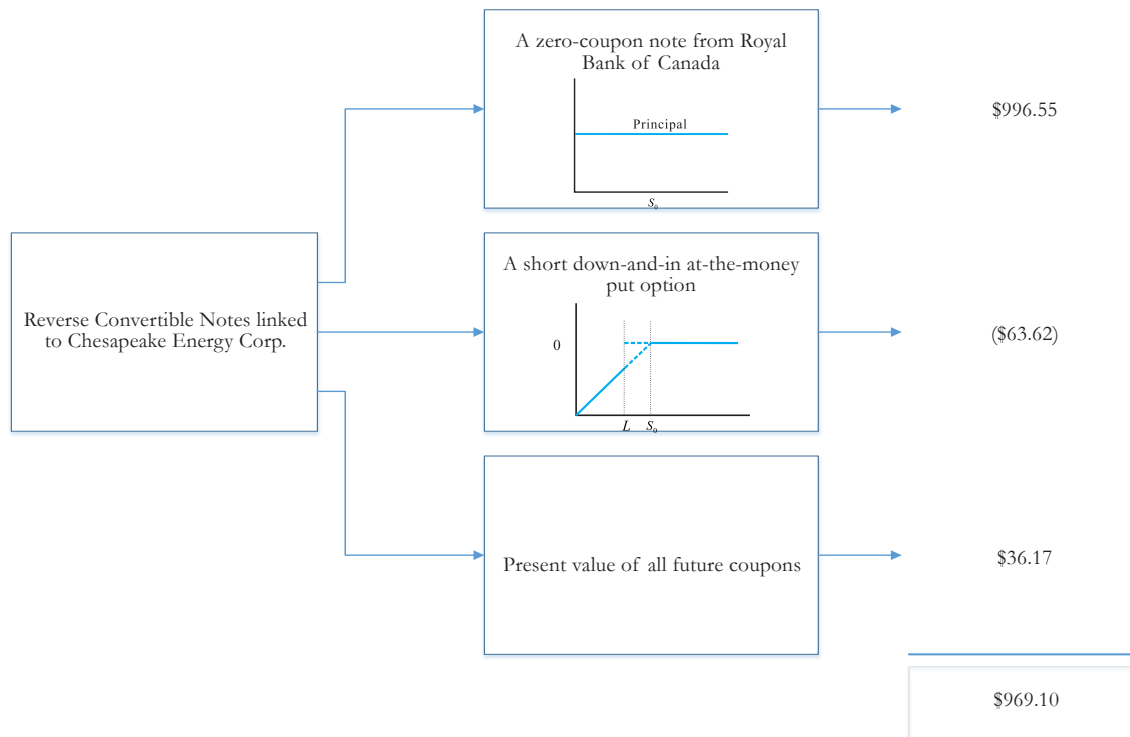 A zero-coupon note from Royal
Bank of Canada
Principal
S₀
$996.55
Reverse Convertible Notes linked
to Chesapeake Energy Corp.
A short down-and-in at-the-money
put option
0
L S₀
($63.62)
Present value of all future coupons
$36.17
$969.10